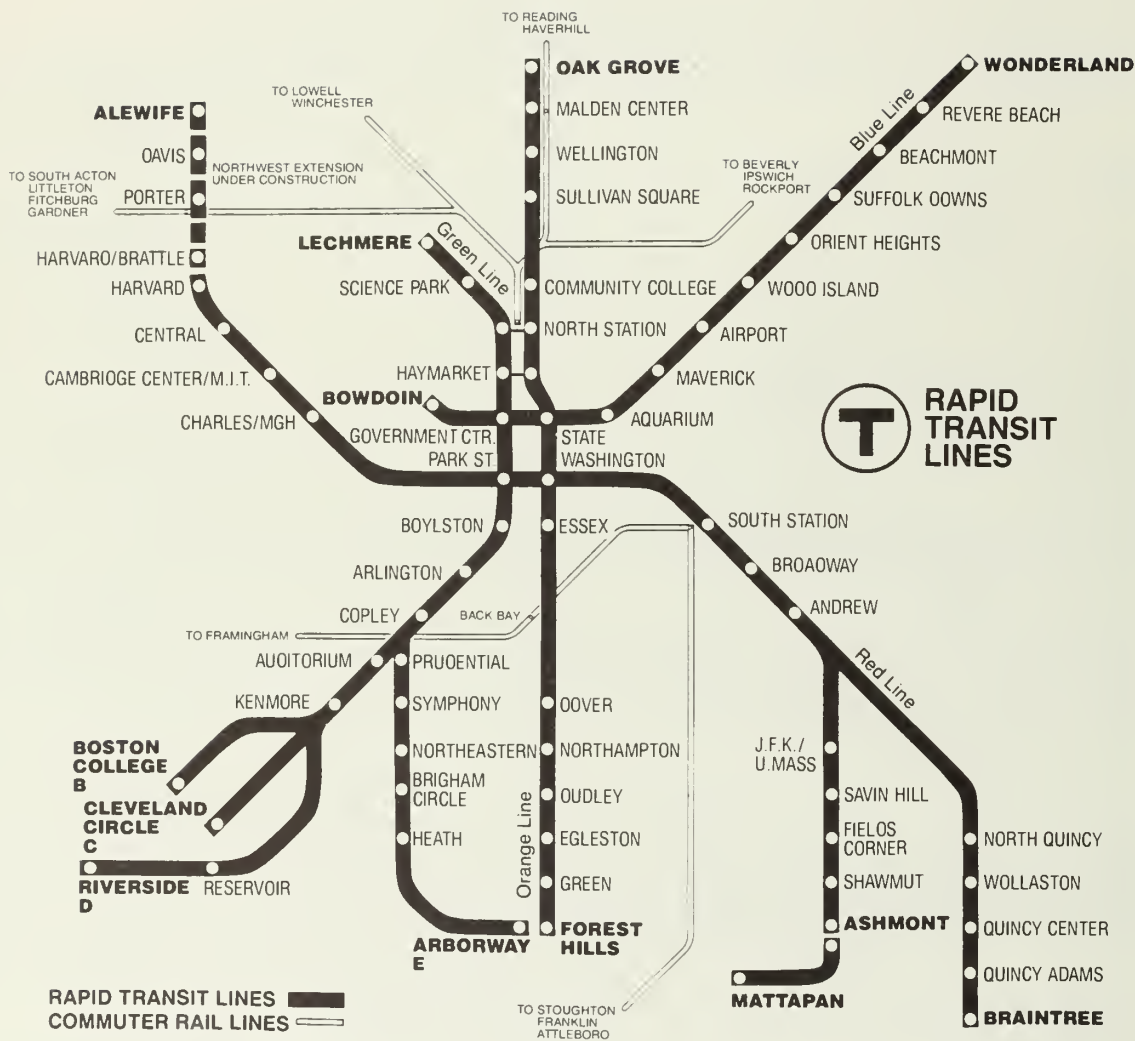 TO READING
HAVERHILL
OAK GROVE
WONDERLAND
TO LOWELL
WINCHESTER
ALEWIFE
MALDEN CENTER
REVERE BEACH
Blue Line
OAVIS
NORTHWEST EXTENSION
UNDER CONSTRUCTION
WELLINGTON
BEACHMONT
TO SOUTH ACTON
LITTLETON
FITCHBURG
GARDNER
PORTER
TO BEVERLY
IPSWICH
ROCKPORT
SULLIVAN SQUARE
SUFFOLK OOWNS
LECHMERE
Green Line
ORIENT HEIGHTS
HARVARO/BRATTLE
HARVARD
SCIENCE PARK
COMMUNITY COLLEGE
WOOO ISLAND
CENTRAL
NORTH STATION
AIRPORT
CAMBRIOGE CENTER/M.I.T.
HAYMARKET
MAVERICK
BOWDOIN
CHARLES/MGH
GOVERNMENT CTR.
STATE
AQUARIUM
T
RAPID
TRANSIT
LINES
PARK ST.
WASHINGTON
BOYLSTON
ESSEX
SOUTH STATION
ARLINGTON
BROAOWAY
COPLEY
BACK BAY
ANDREW
TO FRAMINGHAM
AUOITORIUM
PRUOENTIAL
Red Line
KENMORE
SYMPHONY
OOVER
BOSTON
COLLEGE
B
NORTHEASTERN
NORTHAMPTON
J.F.K./
U.MASS
CLEVELAND
CIRCLE
C
BRIGHAM
CIRCLE
OUDLEY
SAVIN HILL
HEATH
Orange Line
EGLESTON
FIELOS
CORNER
NORTH QUINCY
RIVERSIDE
D
RESERVOIR
GREEN
SHAWMUT
WOLLASTON
ARBORWAY
E
FOREST
HILLS
ASHMONT
QUINCY CENTER
MATTAPAN
QUINCY ADAMS
BRAINTREE
RAPID TRANSIT LINES
COMMUTER RAIL LINES
TO STOUGHTON
FRANKLIN
ATTLEBORO